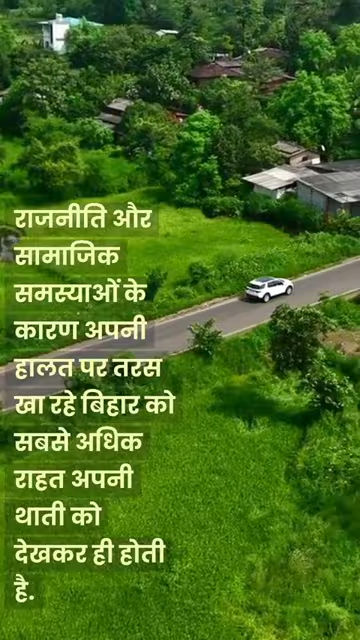 राजनीति और
सामाजिक
समस्याओं के
कारण अपनी
हालत पर तरस
खा रहे बिहार को
सबसे अधिक
राहत अपनी
थाती को
देखकर ही होती
है.